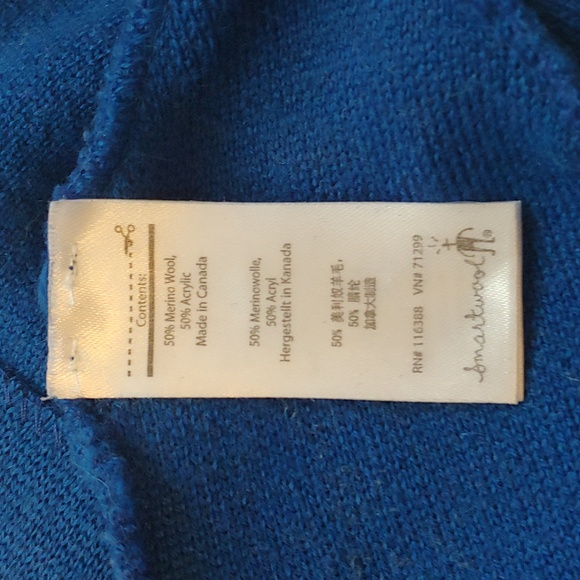 Contents:
50% Merino Wool,
50% Acrylic
Made in Canada
50% Merinowolle,
50% Acryl
Hergestellt in Kanada
50% 美利奴羊毛,
50% 腈纶
加拿大制造
RN# 116388 VN# 71299
smartwool®